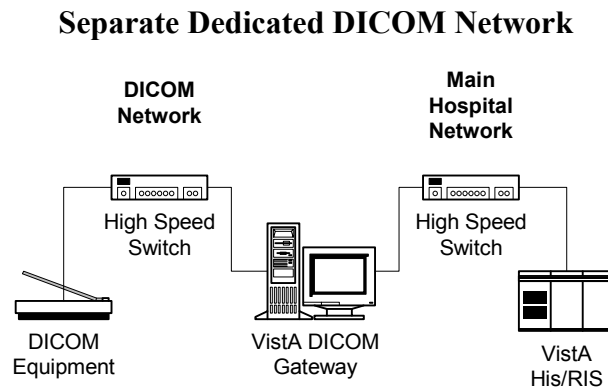 Separate Dedicated DICOM Network
DICOM
Network
Main
Hospital
Network
High Speed
Switch
High Speed
Switch
DICOM
Equipment
VistA DICOM
Gateway
VistA
His/RIS